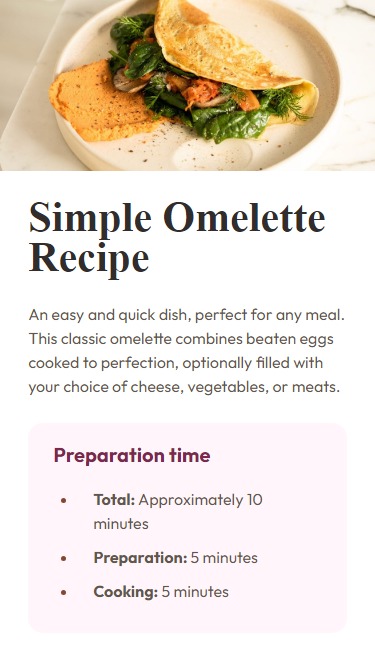 Simple Omelette
Recipe
An easy and quick dish, perfect for any meal.
This classic omelette combines beaten eggs
cooked to perfection, optionally filled with
your choice of cheese, vegetables, or meats.
Preparation time
• Total: Approximately 10
minutes
• Preparation: 5 minutes
• Cooking: 5 minutes